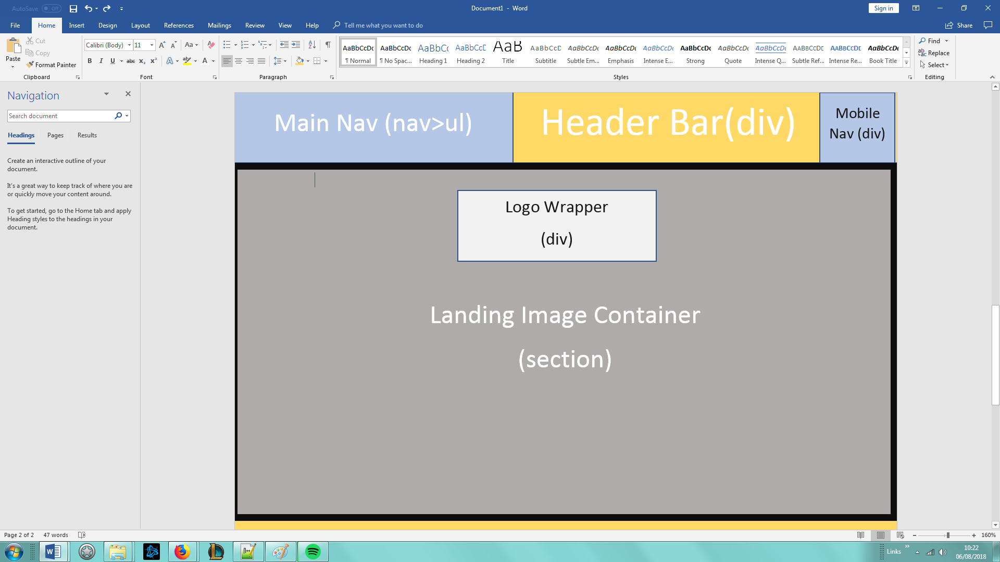 AutoSave Off
Document1 - Word
Sign in
File Home Insert Design Layout References Mailings Review View Help Tell me what you want to do
Share
Paste
Cut
Copy
Format Painter
Clipboard
Calibri (Body) 11
Font
Paragraph
AaBbCcDc AaBbCcDc AaBbCc AaBbCcD AaB AaBbCcD AaBbCcDc AaBbCcDc AaBbCcDc AaBbCcDc AaBbCcDc AaBbCcDc AABBCCDE AABBCCDE AaBbCcDc
¶ Normal ¶ No Spac... Heading 1 Heading 2 Title Subtitle Subtle Em... Emphasis Intense E... Strong Quote Intense Q... Subtle Ref... Intense Re... Book Title
Styles
Find
Replace
Select
Editing
Navigation
Search document
Headings Pages Results
Create an interactive outline of your
document.
It's a great way to keep track of where you are
or quickly move your content around.
To get started, go to the Home tab and apply
Heading styles to the headings in your
document.
Main Nav (nav>ul)
Header Bar(div)
Mobile
Nav (div)
Logo Wrapper
(div)
Landing Image Container
(section)
Page 2 of 2 47 words
160%
Links
10:22
06/08/2018